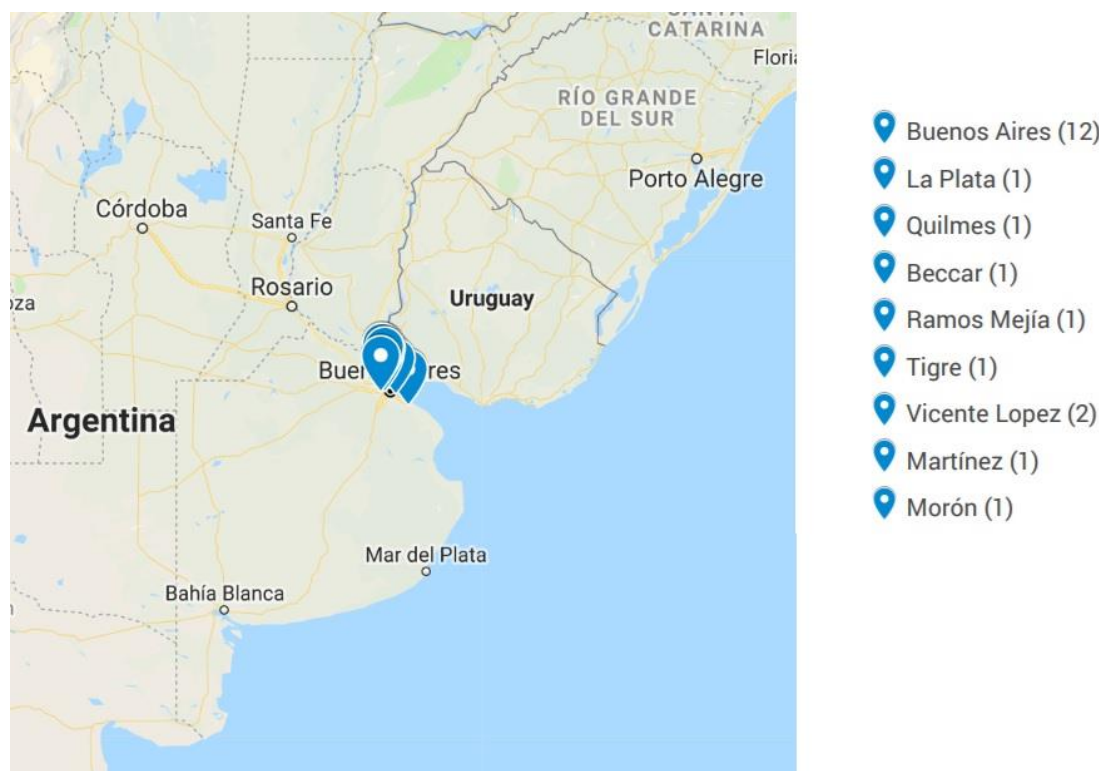 CATARINA
RÍO GRANDE
DEL SUR
Porto Alegre
Córdoba
Santa Fe
Rosario
Uruguay
Argentina
Mar del Plata
Bahía Blanca
Buenos Aires (12)
La Plata (1)
Quilmes (1)
Beccar (1)
Ramos Mejía (1)
Tigre (1)
Vicente Lopez (2)
Martínez (1)
Morón (1)